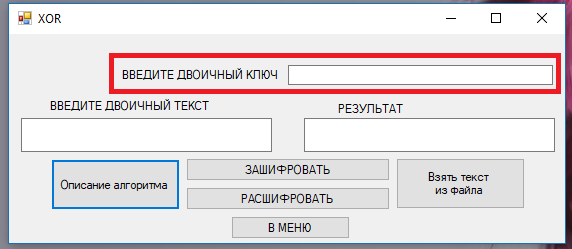 XOR
ВВЕДИТЕ ДВОИЧНЫЙ КЛЮЧ
ВВЕДИТЕ ДВОИЧНЫЙ ТЕКСТ
РЕЗУЛЬТАТ
Описание алгоритма
ЗАШИФРОВАТЬ
РАСШИФРОВАТЬ
Взять текст
из файла
В МЕНЮ